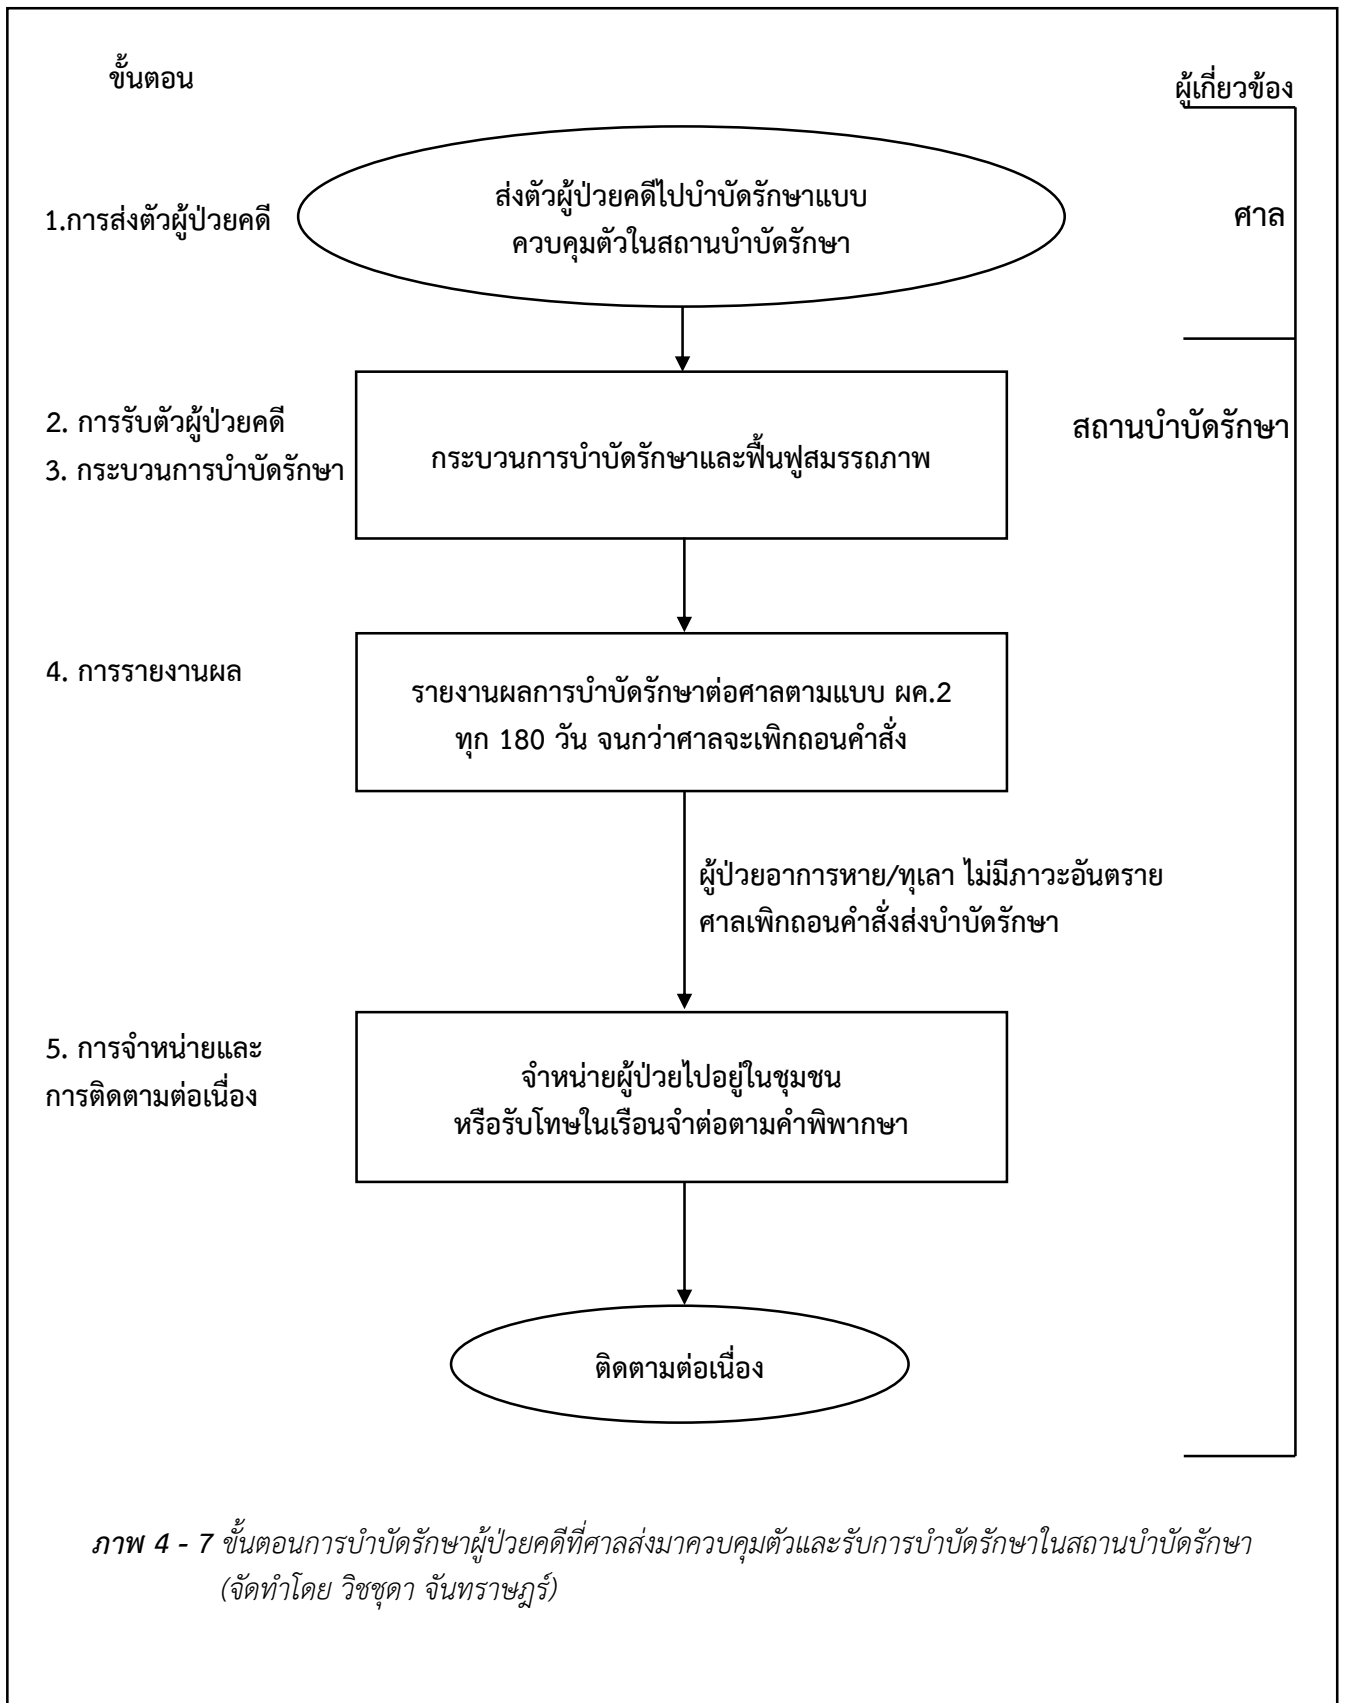 ขั้นตอน
ผู้เกี่ยวข้อง
1.การส่งตัวผู้ป่วยคดี
ส่งตัวผู้ป่วยคดีไปบำบัดรักษาแบบ
ควบคุมตัวในสถานบำบัดรักษา
ศาล
2. การรับตัวผู้ป่วยคดี
3. กระบวนการบำบัดรักษา
กระบวนการบำบัดรักษาและฟื้นฟูสมรรถภาพ
สถานบำบัดรักษา
4. การรายงานผล
รายงานผลการบำบัดรักษาต่อศาลตามแบบ ผค.2
ทุก 180 วัน จนกว่าศาลจะเพิกถอนคำสั่ง
ผู้ป่วยอาการหาย/ทุเลา ไม่มีภาวะอันตราย
ศาลเพิกถอนคำสั่งส่งบำบัดรักษา
5. การจำหน่ายและ
การติดตามต่อเนื่อง
จำหน่ายผู้ป่วยไปอยู่ในชุมชน
หรือรับโทษในเรือนจำต่อตามคำพิพากษา
ติดตามต่อเนื่อง
ภาพ 4 - 7 ขั้นตอนการบำบัดรักษาผู้ป่วยคดีที่ศาลส่งมาควบคุมตัวและรับการบำบัดรักษาในสถานบำบัดรักษา
(จัดทำโดย วิชชุดา จันทราษฎร์)